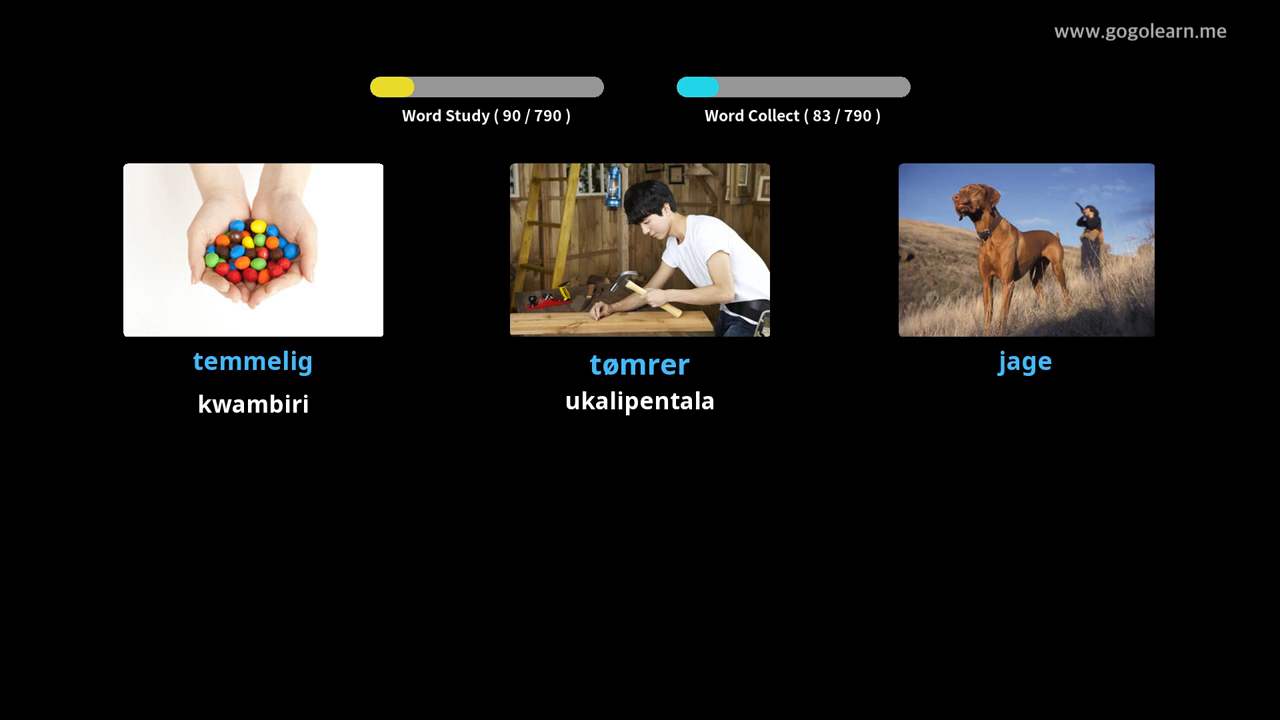 www.gogolearn.me
Word Study ( 90 / 790 )
Word Collect ( 83 / 790 )
temmelig
kwambiri
tømrer
ukalipentala
jage